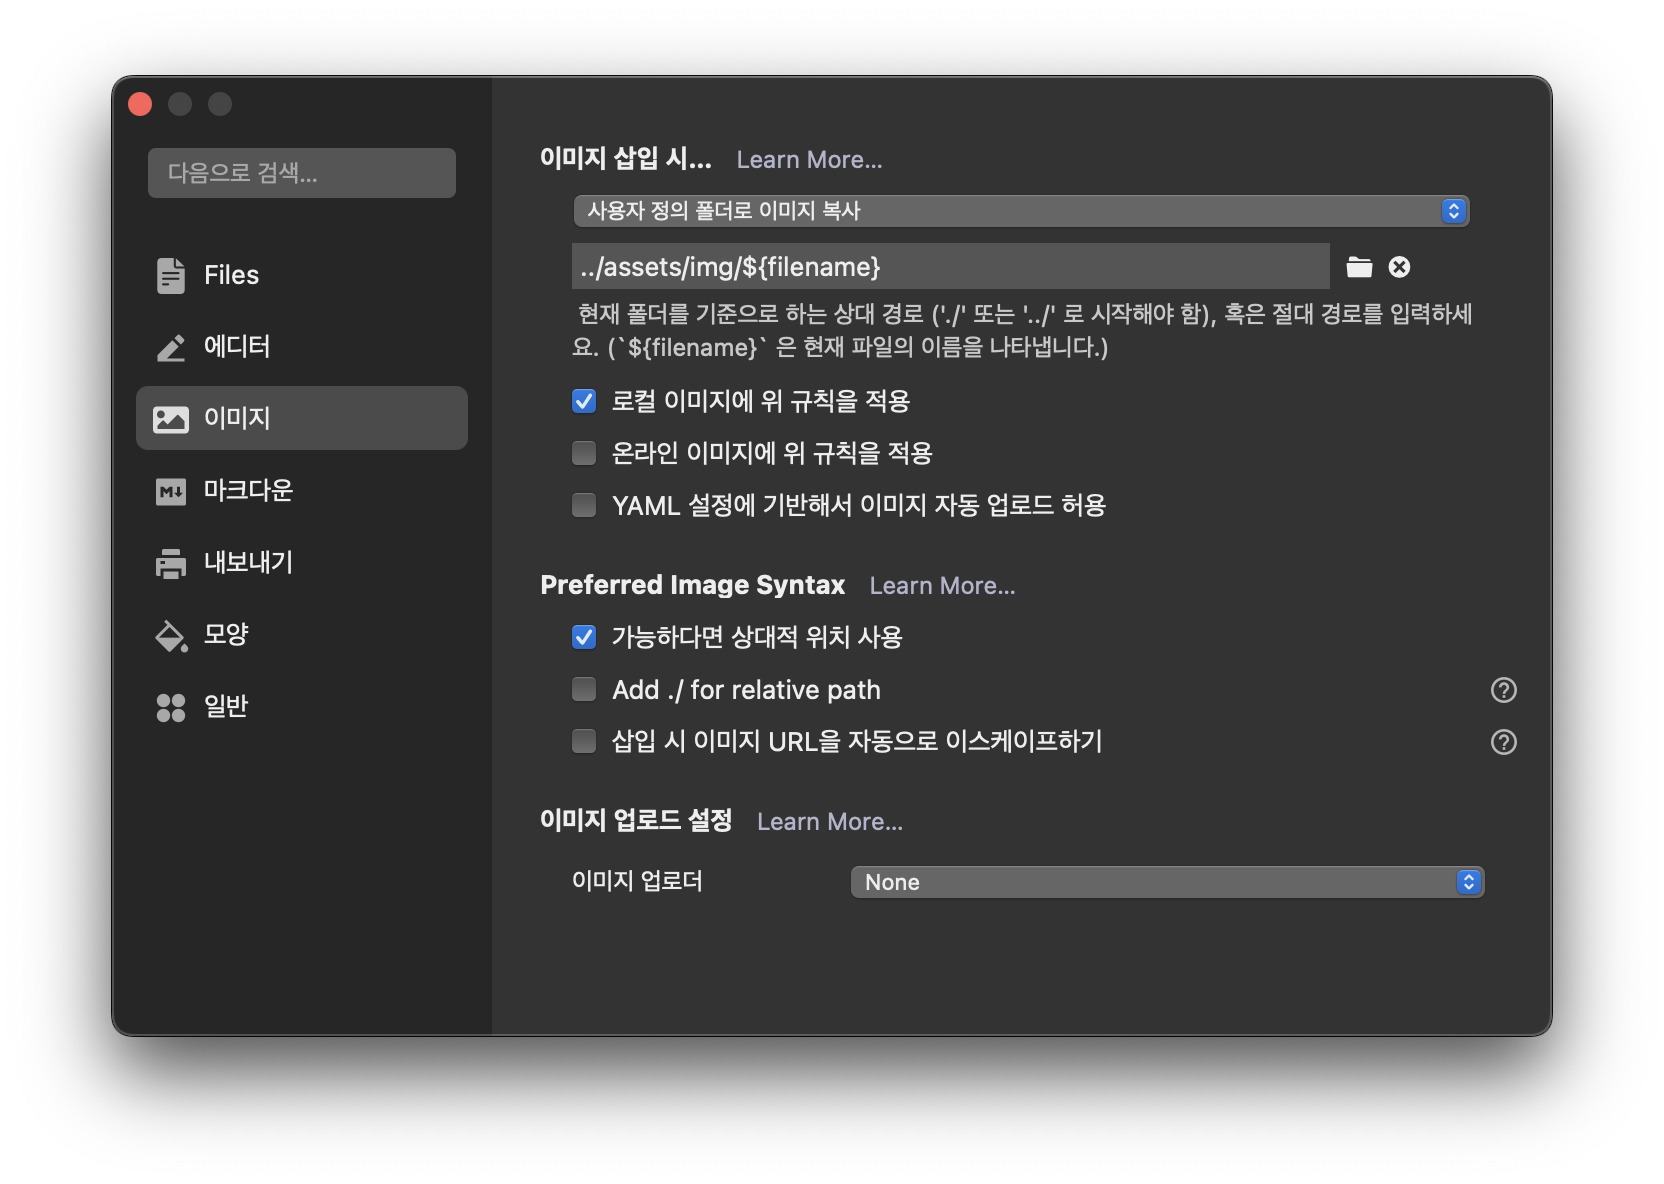 다음으로 검색...
Files
에디터
이미지
M↓
마크다운
내보내기
모양
일반
이미지 삽입 시... Learn More...
사용자 정의 폴더로 이미지 복사
../assets/img/${filename}
현재 폴더를 기준으로 하는 상대 경로 ('./' 또는 '../' 로 시작해야 함), 혹은 절대 경로를 입력하세
요. (`${filename}` 은 현재 파일의 이름을 나타냅니다.)
로컬 이미지에 위 규칙을 적용
온라인 이미지에 위 규칙을 적용
YAML 설정에 기반해서 이미지 자동 업로드 허용
Preferred Image Syntax Learn More...
가능하다면 상대적 위치 사용
Add ./ for relative path ?
삽입 시 이미지 URL을 자동으로 이스케이프하기 ?
이미지 업로드 설정 Learn More...
이미지 업로더 None